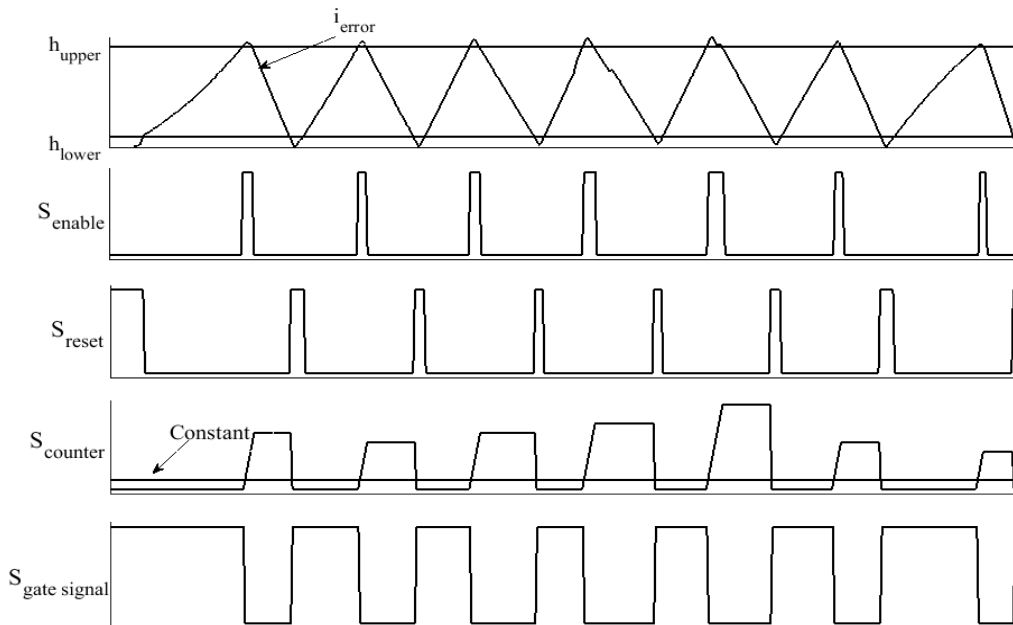 i_error
h_upper
h_lower
S_enable
S_reset
Constant
S_counter
S_gate signal